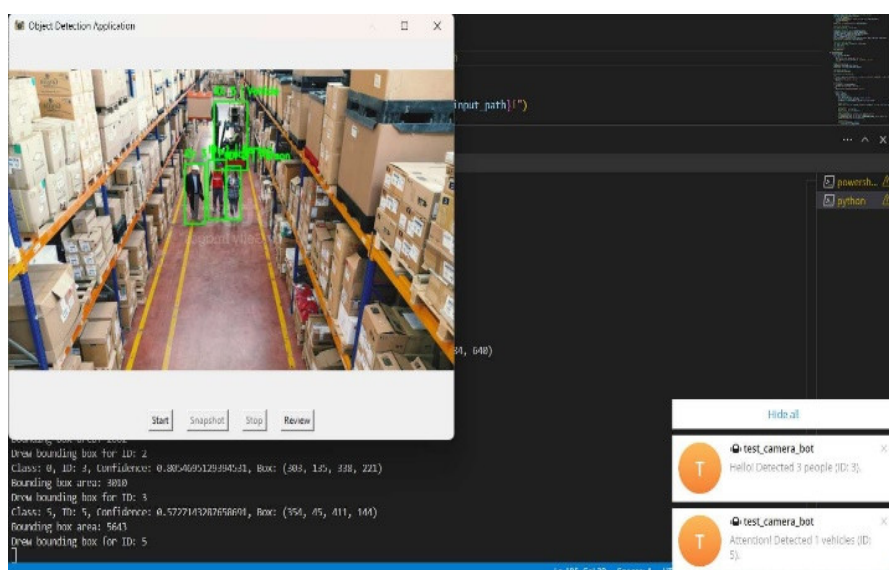 Object Detection Application
input_path}[")
powersh...
python
34, 640)
Start
Snapshot
Stop
Review
Drew bounding box for ID: 2
Class: 0, ID: 3, Confidence: 0.8054695129394531, Box: (303, 135, 338, 221)
Bounding box area: 3010
Drew bounding box for ID: 3
Class: 5, ID: 5, Confidence: 0.5727143287658691, Box: (354, 45, 411, 144)
Bounding box area: 5643
Drew bounding box for ID: 5
Hide all
T
test_camera_bot
Hello! Detected 3 people (ID: 3).
T
test_camera_bot
Attention! Detected 1 vehicles (ID:
5).